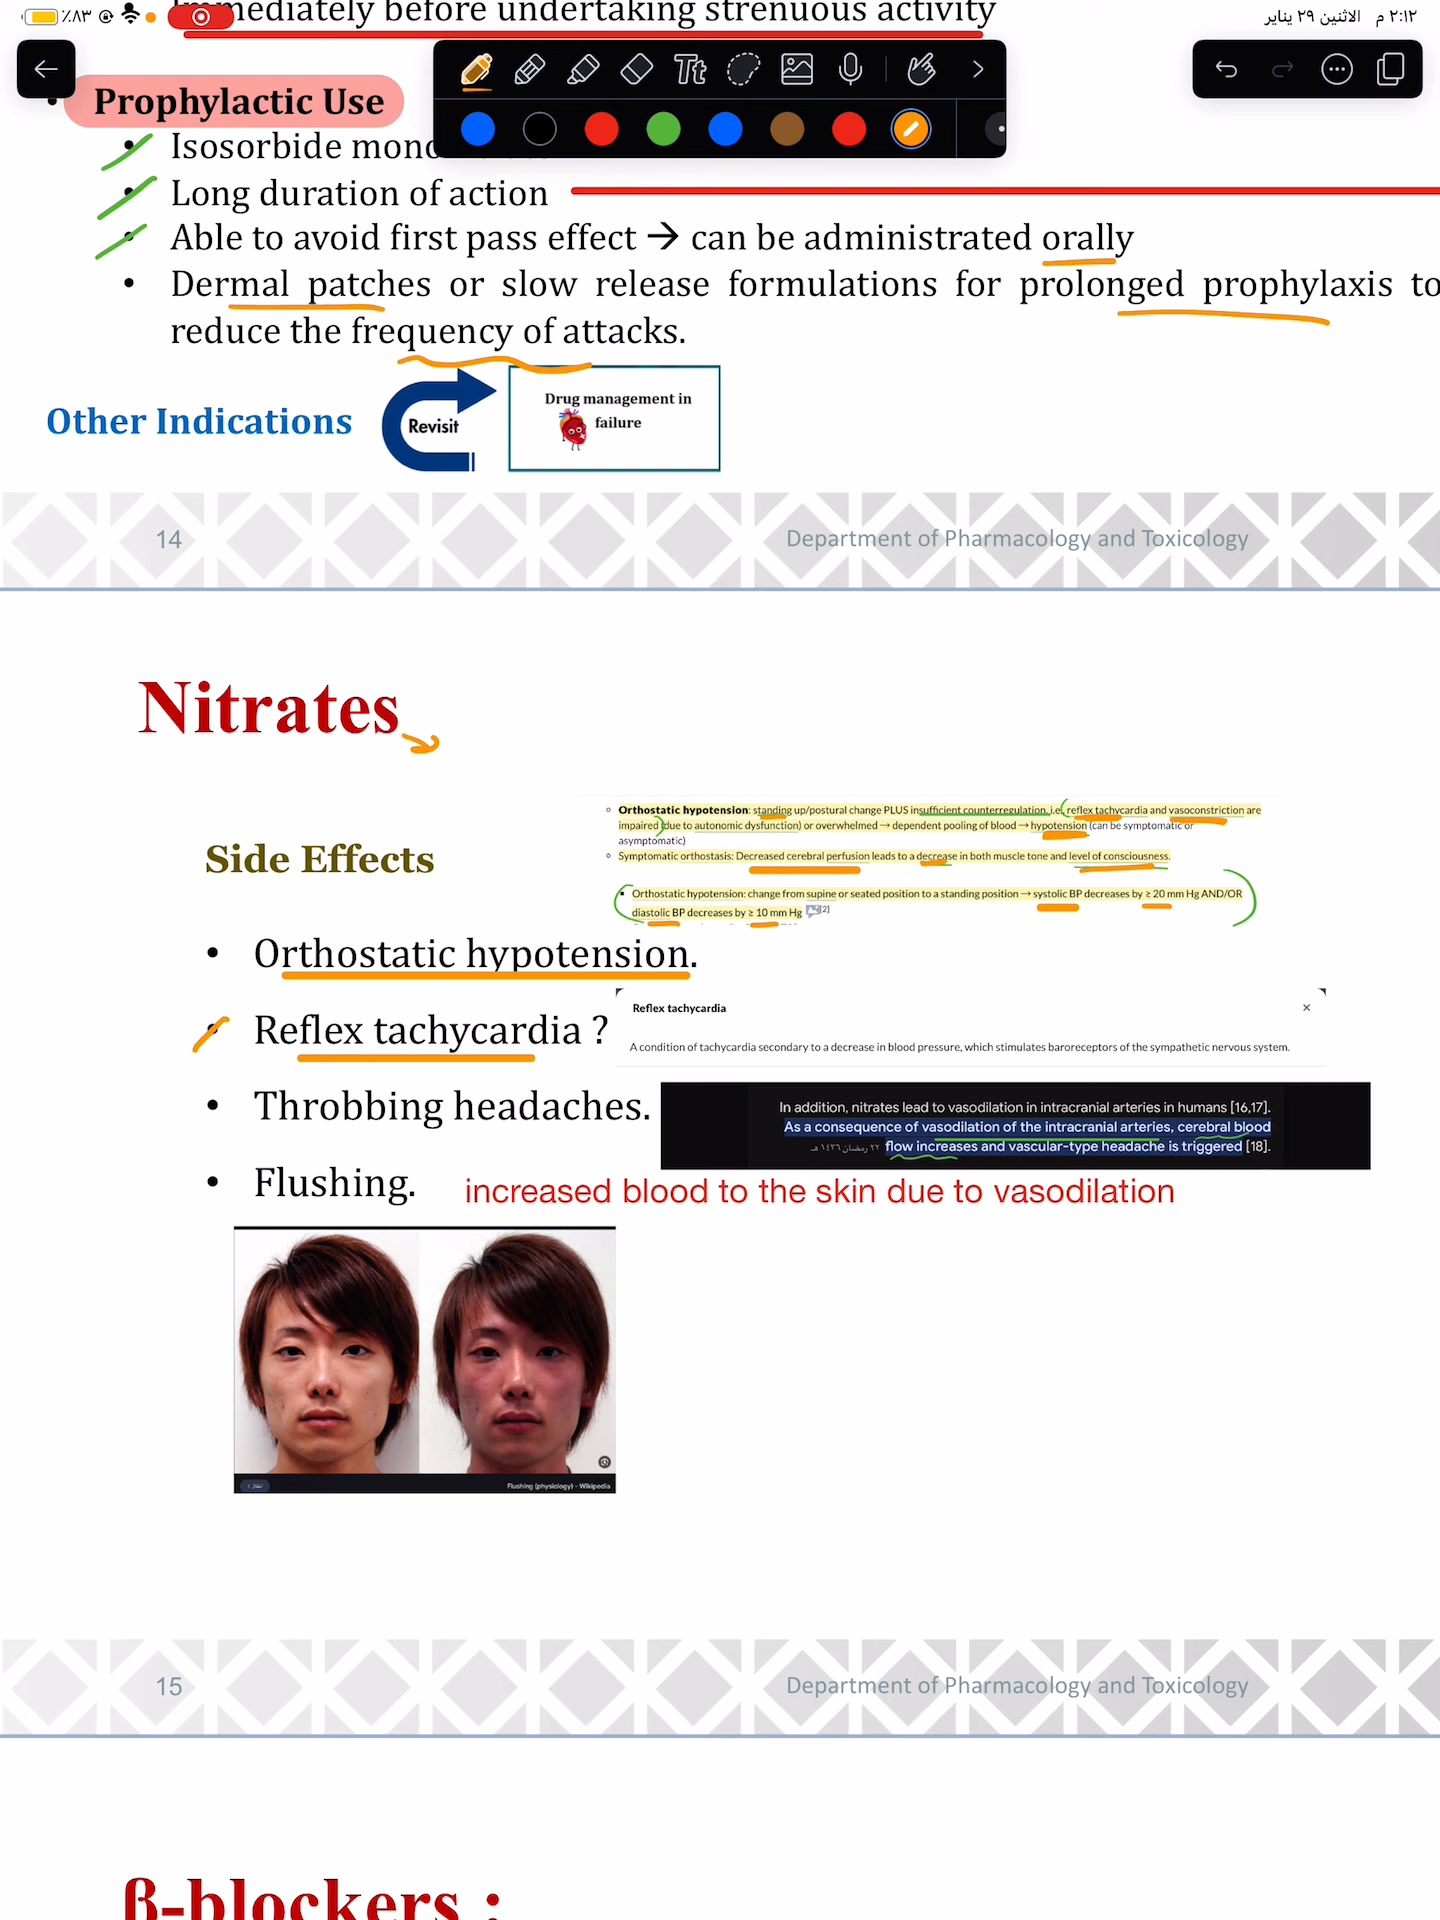 ٢:١٢ م الاثنين ٢٩ يناير
٪٨٣
mediately before undertaking strenuous activity
Tt
• Prophylactic Use
• Isosorbide mono
• Long duration of action
• Able to avoid first pass effect → can be administrated orally
• Dermal patches or slow release formulations for prolonged prophylaxis to
reduce the frequency of attacks.
Other Indications
Revisit
Drug management in
failure
14
Department of Pharmacology and Toxicology
Nitrates
Orthostatic hypotension: standing up/postural change PLUS insufficient counterregulation, i.e. reflex tachycardia and vasoconstriction are
impaired (due to autonomic dysfunction) or overwhelmed → dependent pooling of blood → hypotension (can be symptomatic or
asymptomatic)
Symptomatic orthostasis: Decreased cerebral perfusion leads to a decrease in both muscle tone and level of consciousness.
Orthostatic hypotension: change from supine or seated position to a standing position → systolic BP decreases by ≥ 20 mm Hg AND/OR
diastolic BP decreases by ≥ 10 mm Hg [2]
Side Effects
• Orthostatic hypotension.
• Reflex tachycardia ?
Reflex tachycardia ×
A condition of tachycardia secondary to a decrease in blood pressure, which stimulates baroreceptors of the sympathetic nervous system.
• Throbbing headaches.
In addition, nitrates lead to vasodilation in intracranial arteries in humans [16,17].
As a consequence of vasodilation of the intracranial arteries, cerebral blood
flow increases and vascular-type headache is triggered [18].
٢٢ رمضان ١٤٣٦ هـ
• Flushing.
increased blood to the skin due to vasodilation
Flushing (physiology) - Wikipedia
15
Department of Pharmacology and Toxicology
β-blockers :